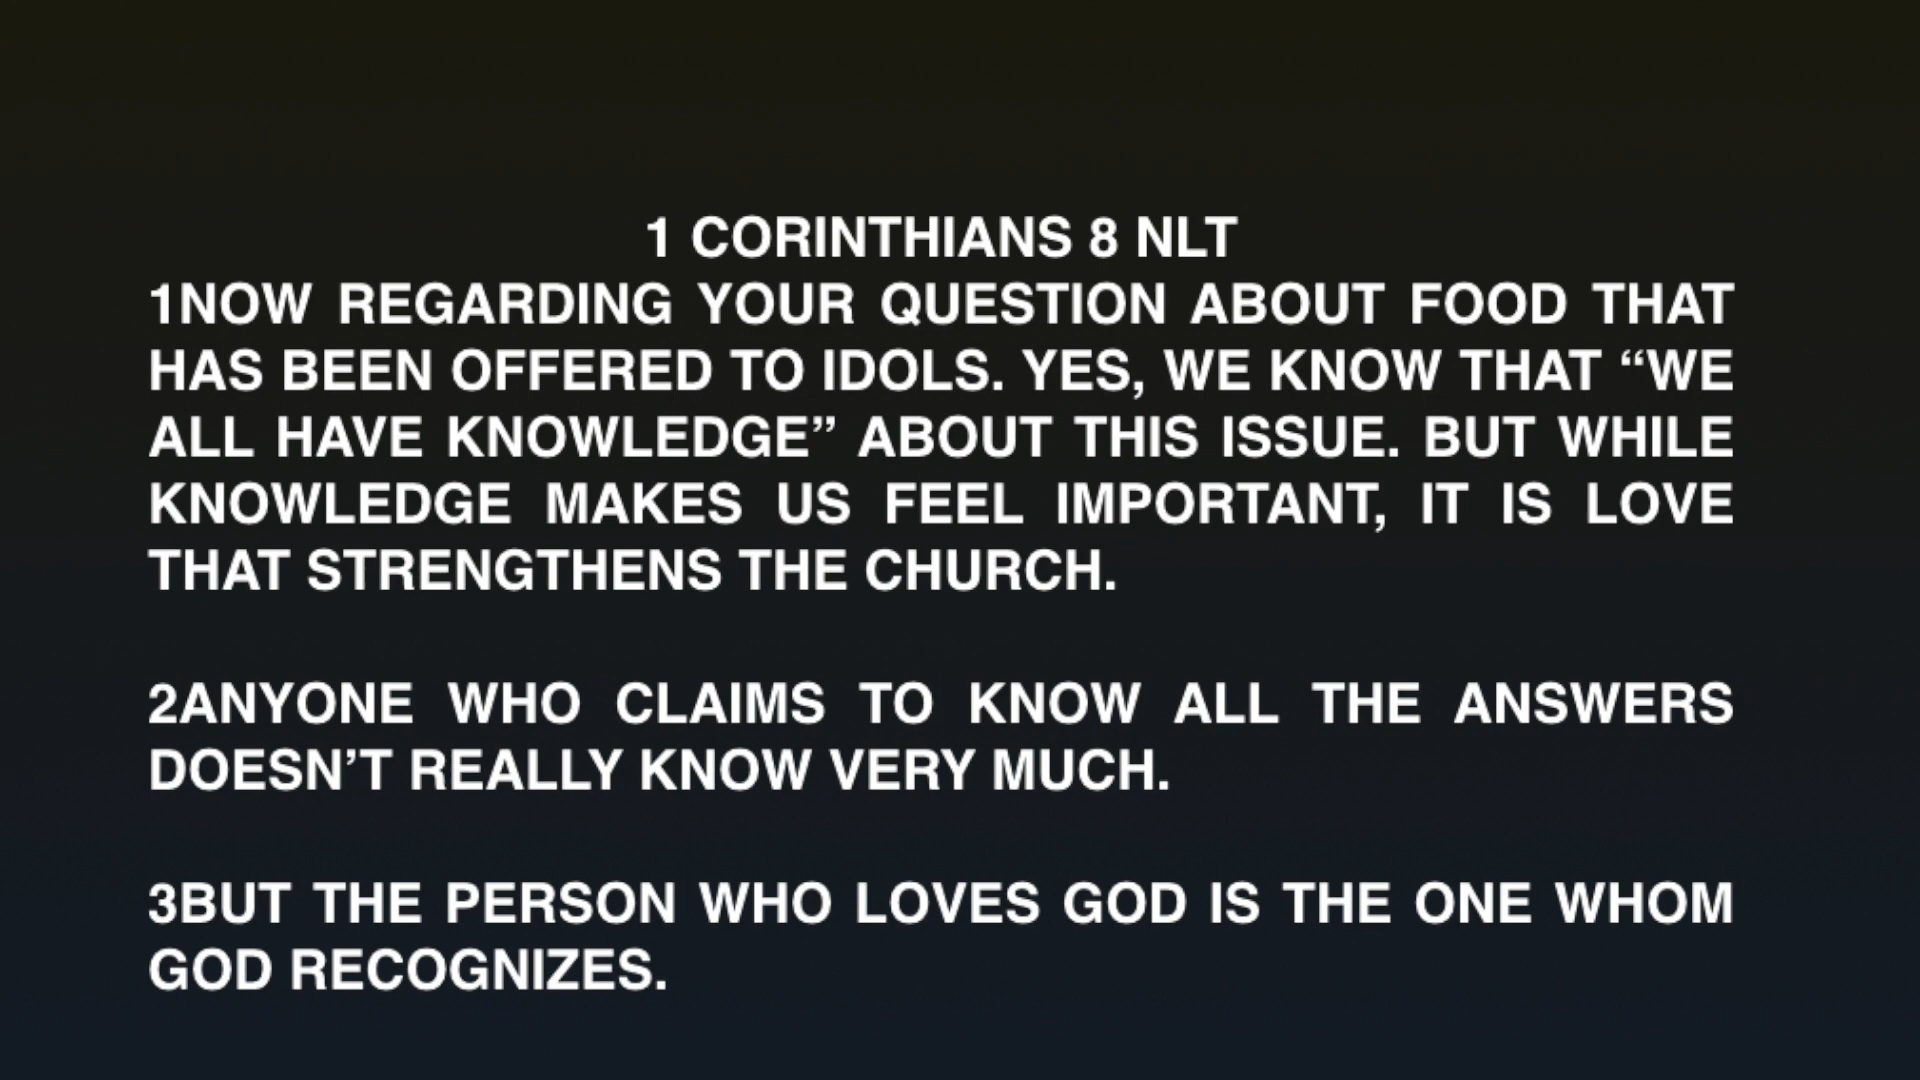 1 CORINTHIANS 8 NLT
1NOW REGARDING YOUR QUESTION ABOUT FOOD THAT
HAS BEEN OFFERED TO IDOLS. YES, WE KNOW THAT “WE
ALL HAVE KNOWLEDGE” ABOUT THIS ISSUE. BUT WHILE
KNOWLEDGE MAKES US FEEL IMPORTANT, IT IS LOVE
THAT STRENGTHENS THE CHURCH.
2ANYONE WHO CLAIMS TO KNOW ALL THE ANSWERS
DOESN’T REALLY KNOW VERY MUCH.
3BUT THE PERSON WHO LOVES GOD IS THE ONE WHOM
GOD RECOGNIZES.